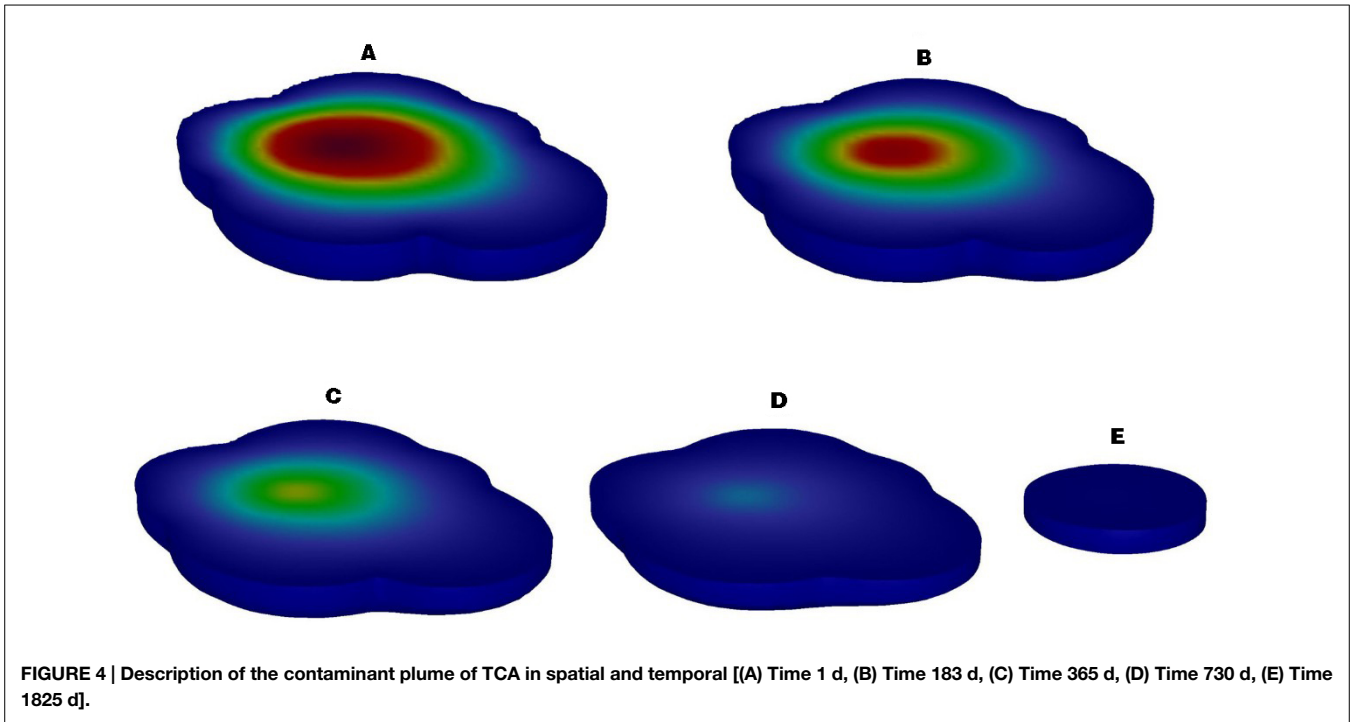 A
B
C
D
E
FIGURE 4 | Description of the contaminant plume of TCA in spatial and temporal [(A) Time 1 d, (B) Time 183 d, (C) Time 365 d, (D) Time 730 d, (E) Time
1825 d].